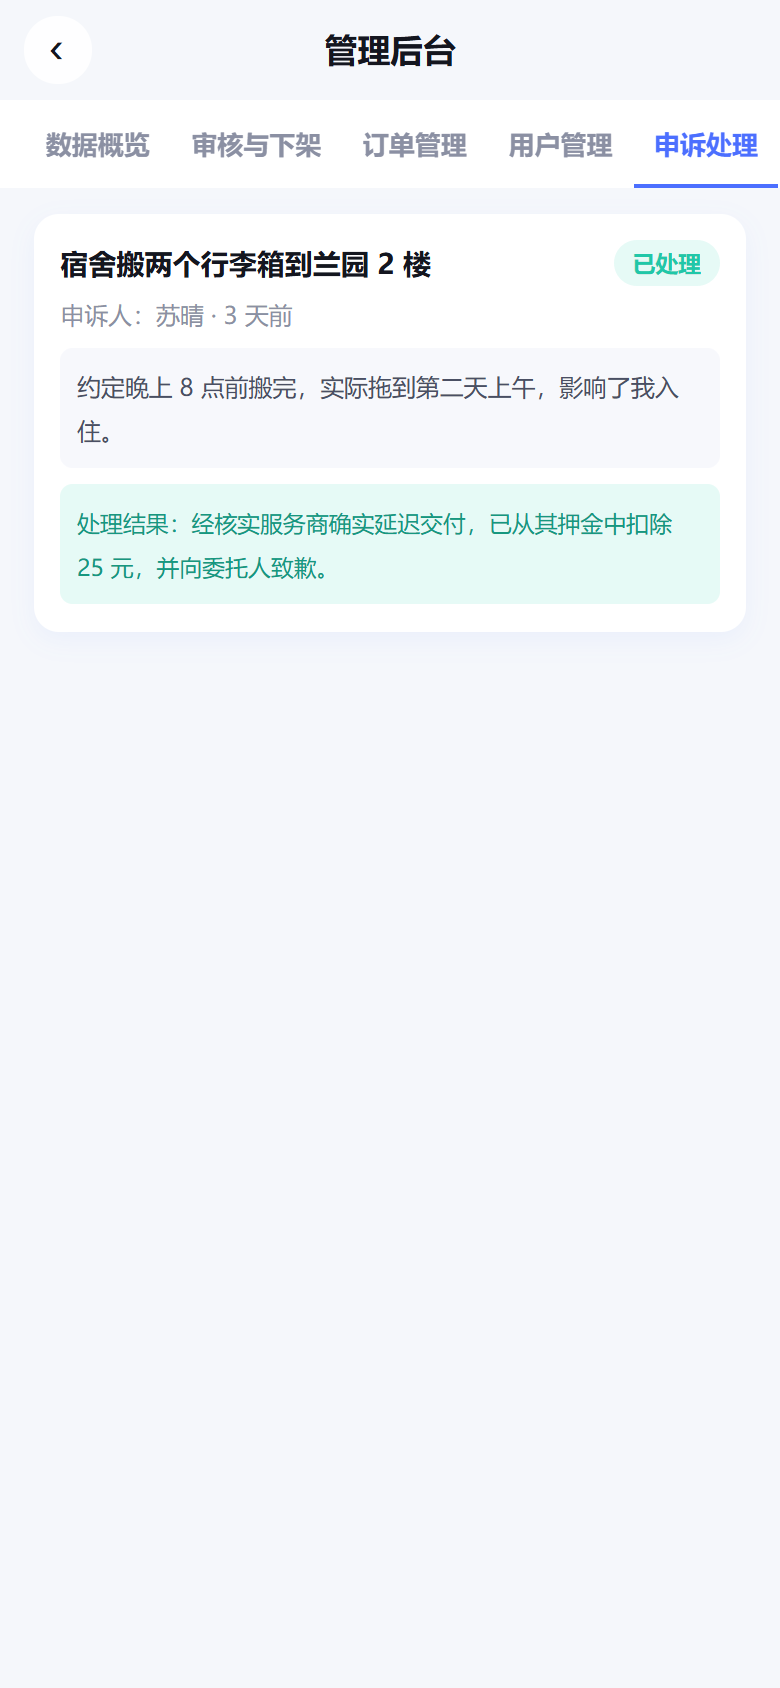 ‹
管理后台
数据概览 审核与下架 订单管理 用户管理 申诉处理
宿舍搬两个行李箱到兰园 2 楼
已处理
申诉人：苏晴 · 3 天前
约定晚上 8 点前搬完，实际拖到第二天上午，影响了我入
住。
处理结果：经核实服务商确实延迟交付，已从其押金中扣除
25 元，并向委托人致歉。